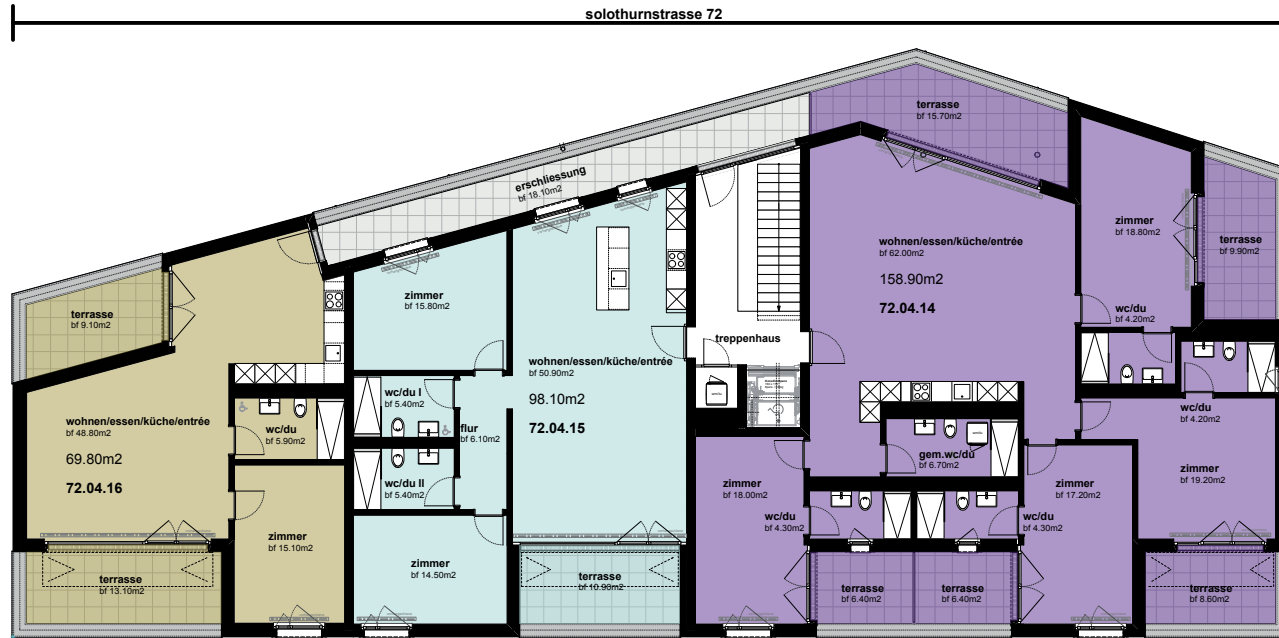 solothurnstrasse 72
terrasse
bf 15.70m2
erschliessung
bf 18.10m2
zimmer
bf 18.80m2
terrasse
bf 9.90m2
wohnen/essen/küche/entrée
bf 62.00m2
158.90m2
72.04.14
zimmer
bf 15.80m2
terrasse
bf 9.10m2
wc/du
bf 4.20m2
treppenhaus
wohnen/essen/küche/entrée
bf 50.90m2
98.10m2
72.04.15
wc/du I
bf 5.40m2
flur
bf 6.10m2
wohnen/essen/küche/entrée
bf 48.80m2
69.80m2
72.04.16
wc/du
bf 5.90m2
wc/du
bf 4.20m2
gem.wc/du
bf 6.70m2
zimmer
bf 19.20m2
wc/du II
bf 5.40m2
zimmer
bf 18.00m2
zimmer
bf 17.20m2
wc/du
bf 4.30m2
wc/du
bf 4.30m2
zimmer
bf 15.10m2
zimmer
bf 14.50m2
terrasse
bf 13.10m2
terrasse
bf 10.90m2
terrasse
bf 6.40m2
terrasse
bf 6.40m2
terrasse
bf 8.60m2